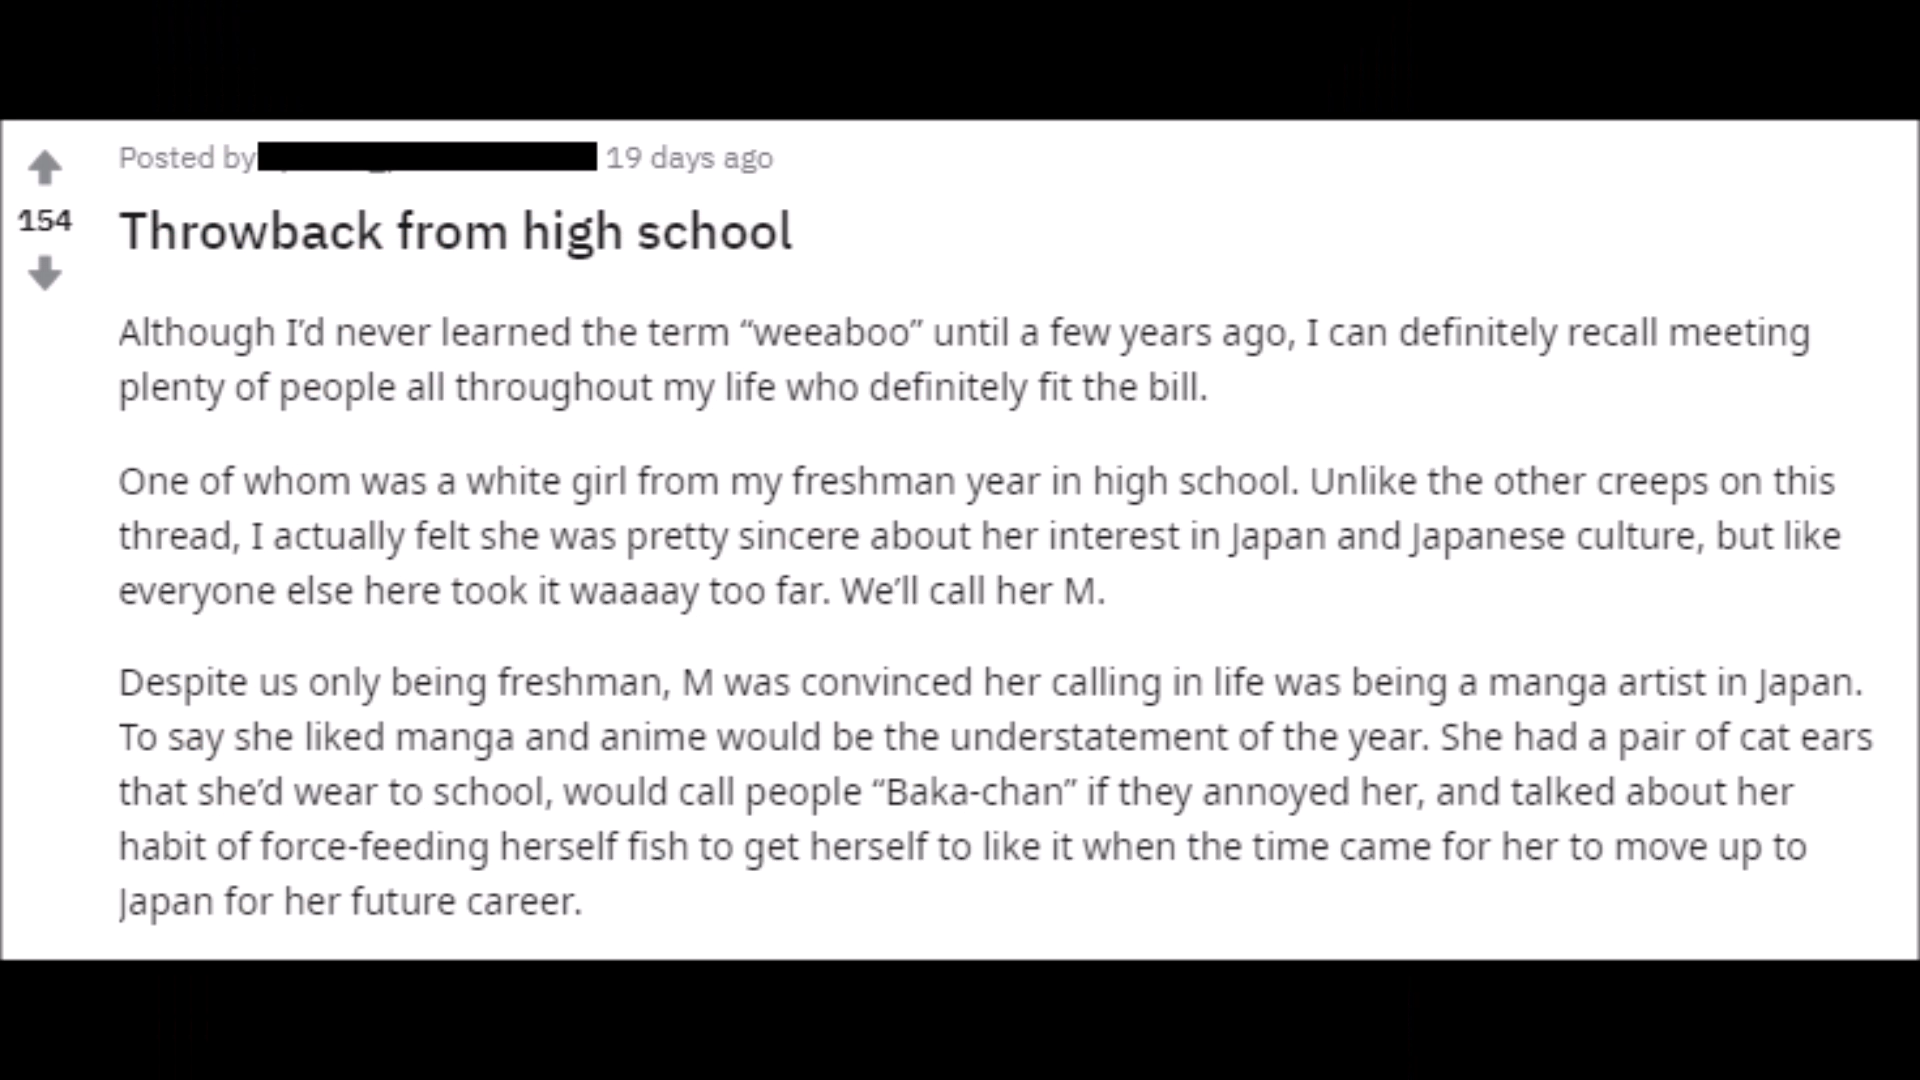 Posted by 19 days ago
154
Throwback from high school
Although I’d never learned the term “weeaboo” until a few years ago, I can definitely recall meeting
plenty of people all throughout my life who definitely fit the bill.
One of whom was a white girl from my freshman year in high school. Unlike the other creeps on this
thread, I actually felt she was pretty sincere about her interest in Japan and Japanese culture, but like
everyone else here took it waaaay too far. We’ll call her M.
Despite us only being freshman, M was convinced her calling in life was being a manga artist in Japan.
To say she liked manga and anime would be the understatement of the year. She had a pair of cat ears
that she’d wear to school, would call people “Baka-chan” if they annoyed her, and talked about her
habit of force-feeding herself fish to get herself to like it when the time came for her to move up to
Japan for her future career.